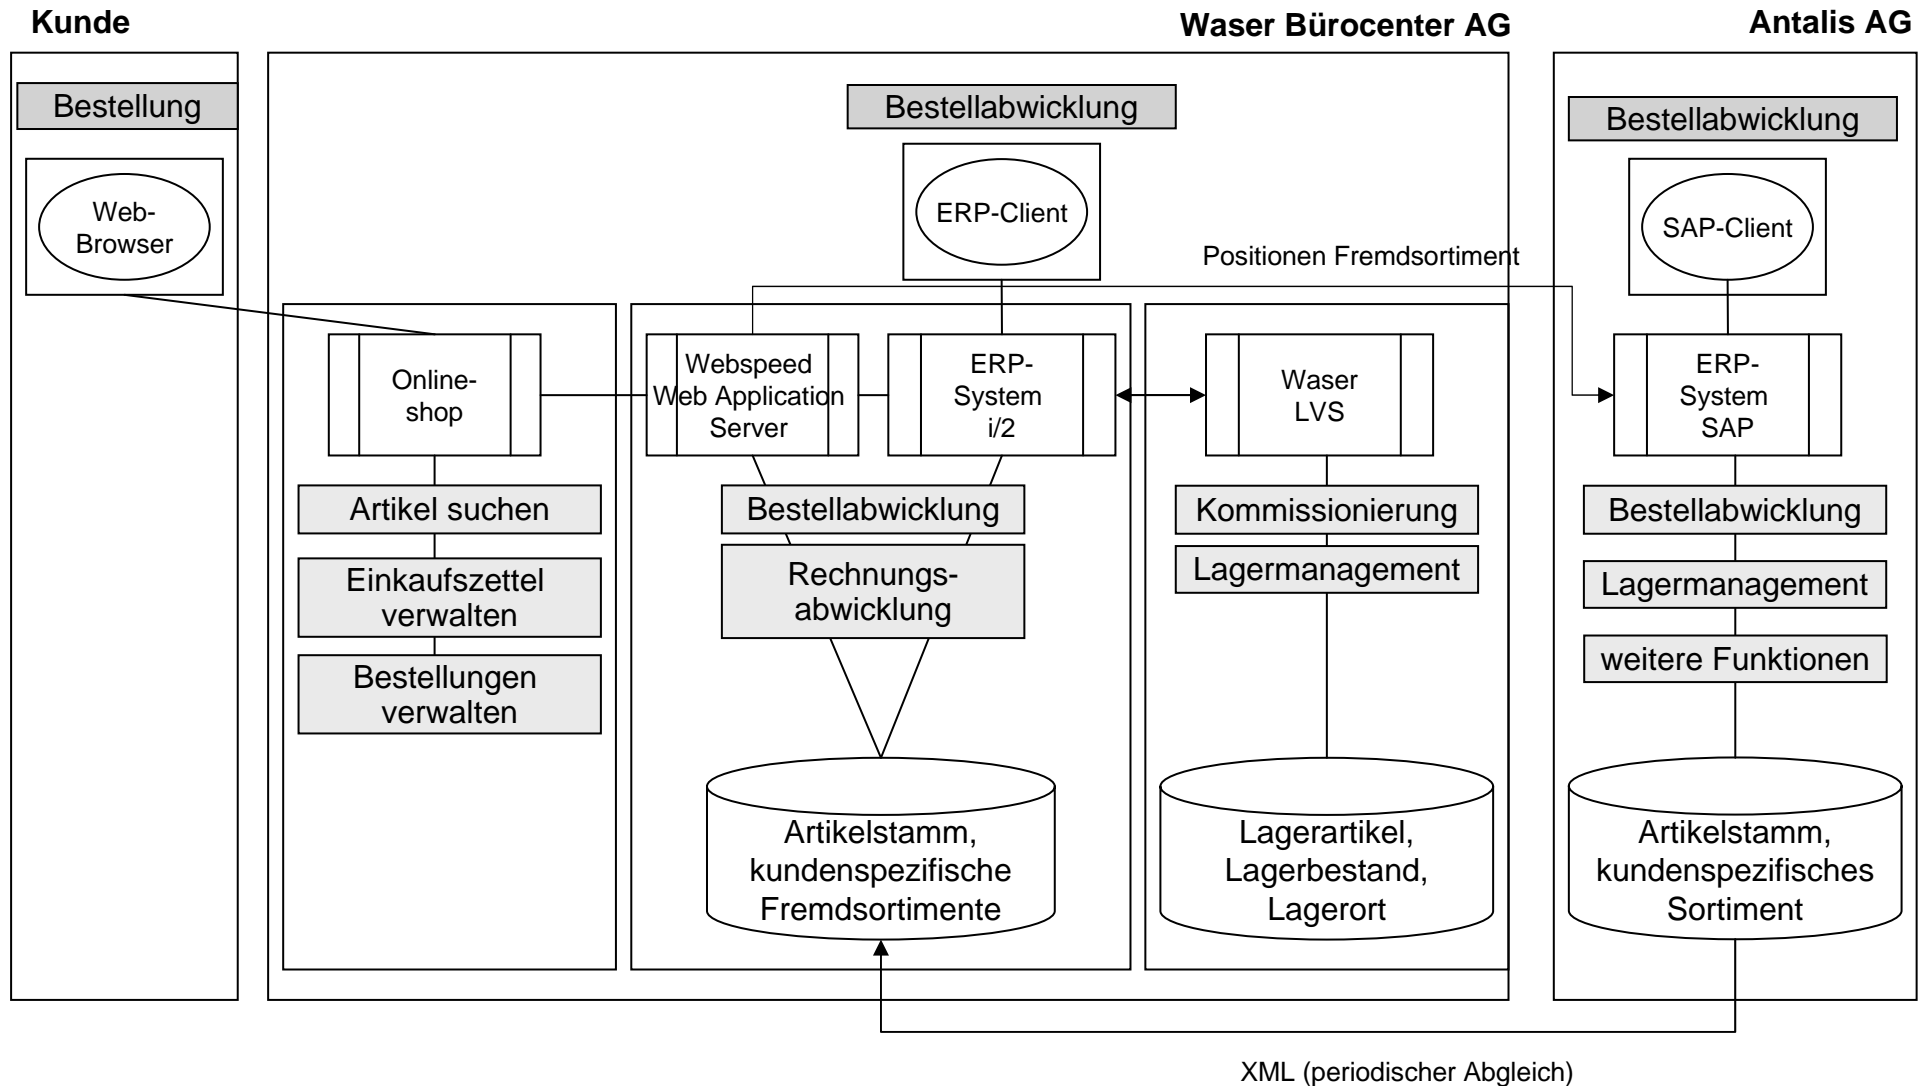 Kunde
Waser Bürocenter AG
Antalis AG
Bestellung
Bestellabwicklung
Bestellabwicklung
Web-
Browser
ERP-Client
SAP-Client
Positionen Fremdsortiment
Online-
shop
Webspeed
Web Application
Server
ERP-
System
i/2
Waser
LVS
ERP-
System
SAP
Artikel suchen
Einkaufszettel
verwalten
Bestellungen
verwalten
Bestellabwicklung
Rechnungs-
abwicklung
Kommissionierung
Lagermanagement
Bestellabwicklung
Lagermanagement
weitere Funktionen
Artikelstamm,
kundenspezifische
Fremdsortimente
Lagerartikel,
Lagerbestand,
Lagerort
Artikelstamm,
kundenspezifisches
Sortiment
XML (periodischer Abgleich)